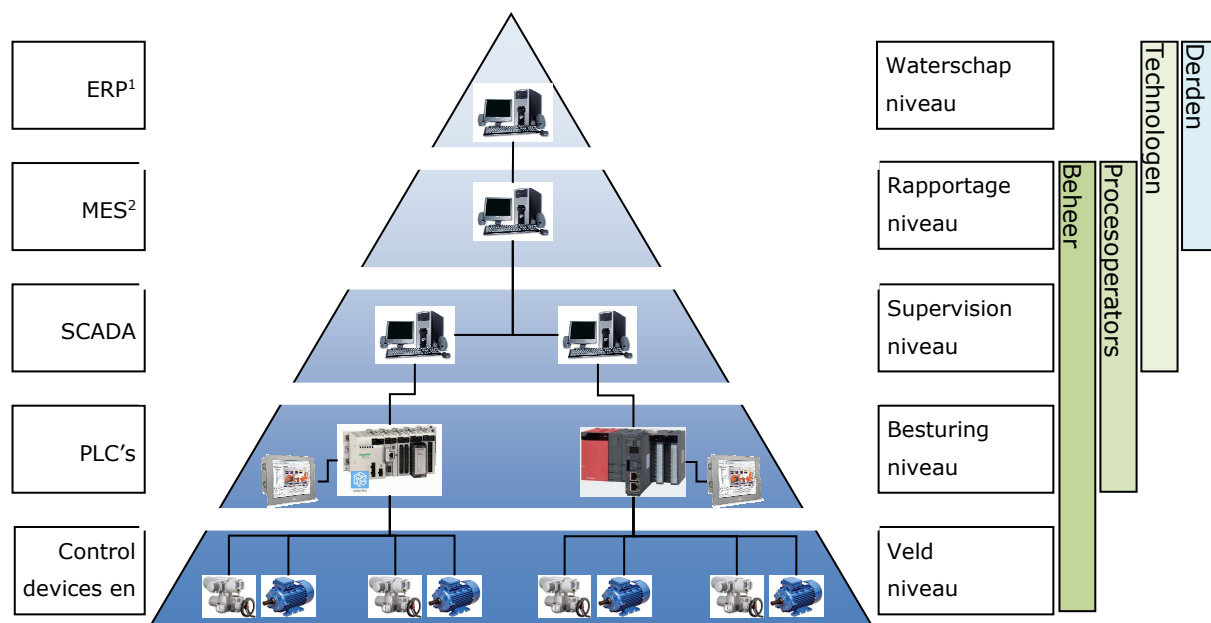 ERP¹
MES²
SCADA
PLC's
Control
devices en
Waterschap
niveau
Rapportage
niveau
Supervision
niveau
Besturing
niveau
Veld
niveau
Beheer
Procesoperators
Technologen
Derden